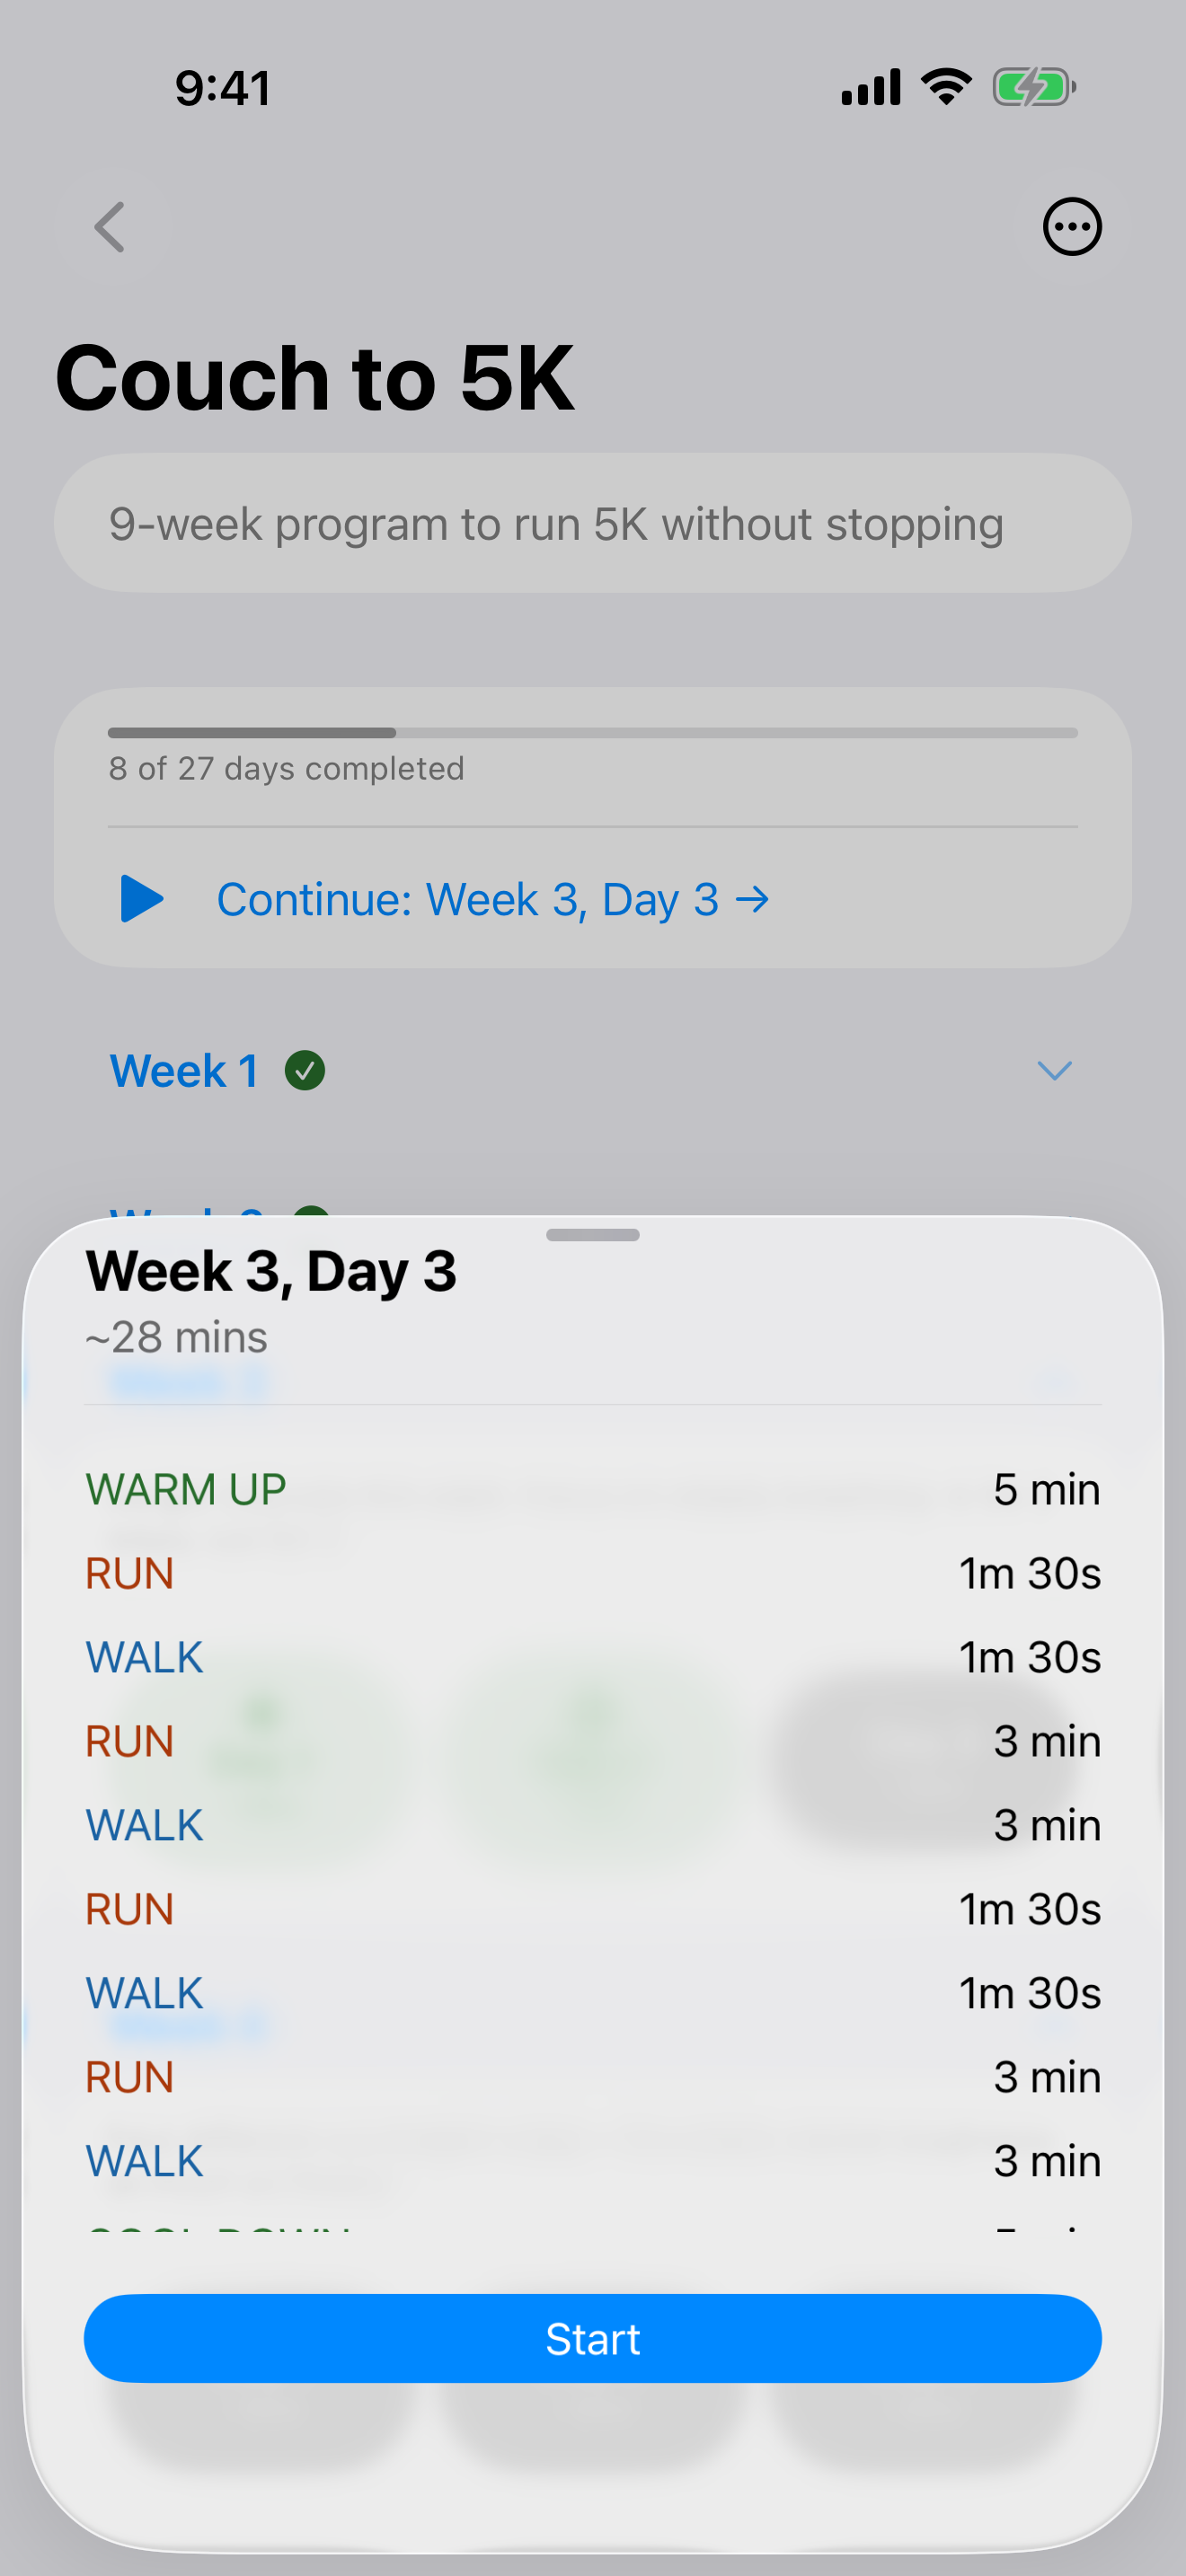 9:41
Couch to 5K
9-week program to run 5K without stopping
8 of 27 days completed
Continue: Week 3, Day 3 →
Week 1
Week 3, Day 3
~28 mins
WARM UP 5 min
RUN 1m 30s
WALK 1m 30s
RUN 3 min
WALK 3 min
RUN 1m 30s
WALK 1m 30s
RUN 3 min
WALK 3 min
Start